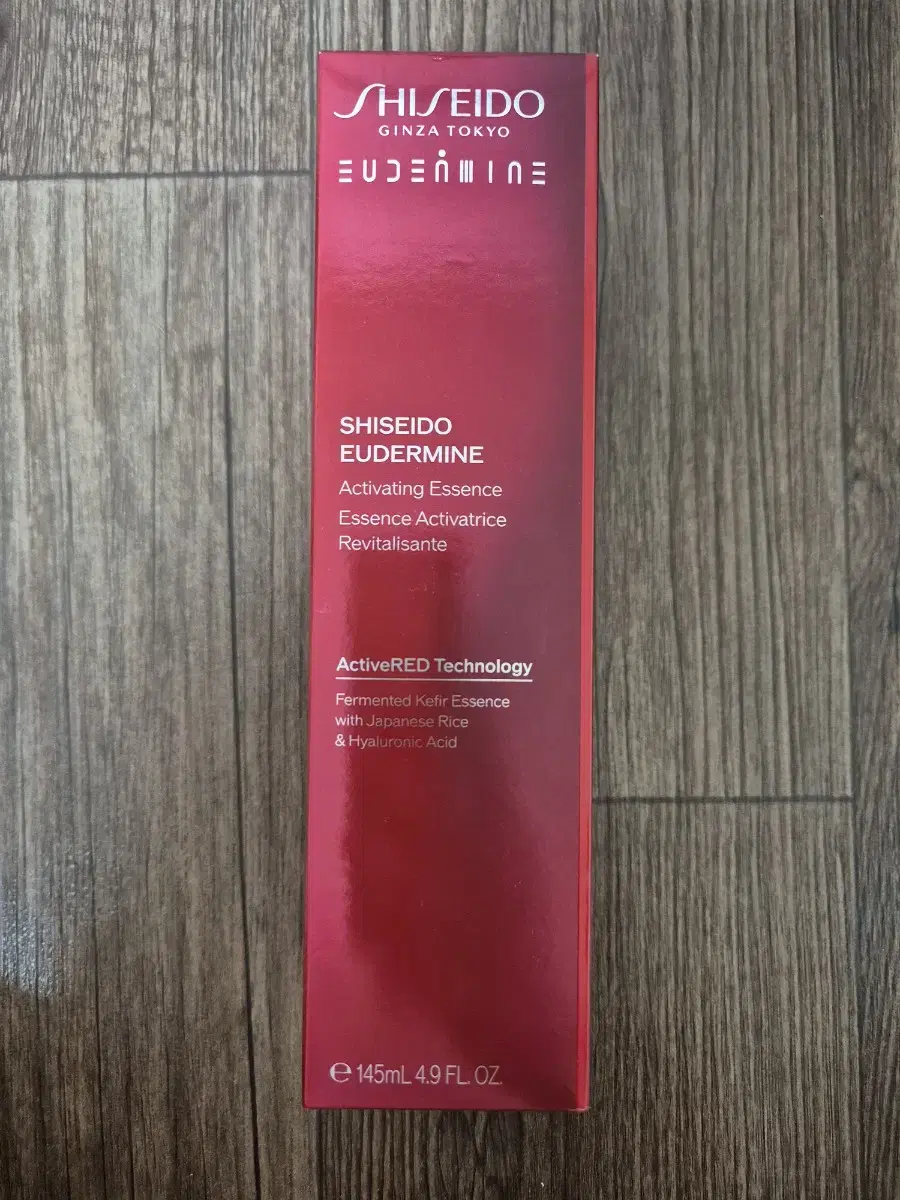 SHISEIDO
GINZA TOKYO
EUDERMINE
SHISEIDO
EUDERMINE
Activating Essence
Essence Activatrice
Revitalisante
ActiveRED Technology
Fermented Kefir Essence
with Japanese Rice
& Hyaluronic Acid
℮ 145mL 4.9 FL. OZ.